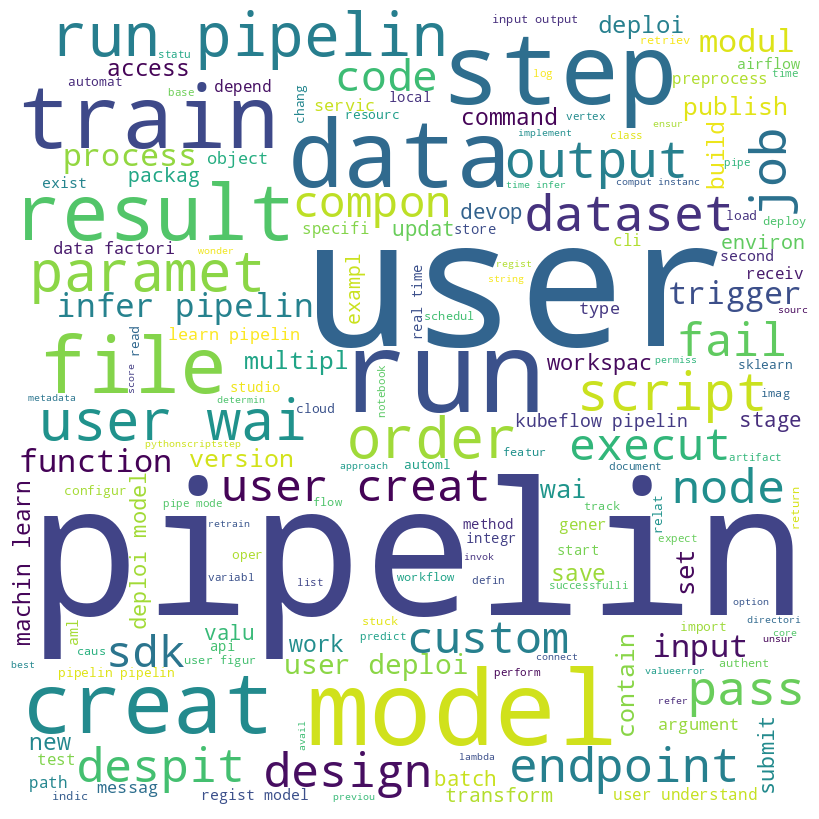 input output
deploi
run pipelin
statu
retriev
modul
access
code
step
log
airflow
automat
base
depend
chang
preprocess
time
train
servic
local
resourc
command
vertex
publish
data
implement
class
ensur
build
job
process
object
output
pipe
exist
packag
time infer
comput instanc
result
compon
devop
dataset
load
deploy
specifi
updat
store
cli
environ
data factori
wonder
user
regist
second
receiv
paramet
exampl
real time
string
type
trigger
sourc
infer pipelin
schedul
learn pipelin
fail
file
score
read
multipl
run
workspac
permiss
sklearn
studio
notebook
script
imag
metadata
determin
cloud
user wai
order
kubeflow pipelin
stage
pythonscriptstep
execut
function
version
approach
automl
featur
document
artifact
configur
user creat
wai
node
machin learn
deploi model
pipe mode
flow
track
relat
return
retrain
pipelin
method
integr
gener
expect
set
aml
oper
variabl
list
workflow
invok
defin
start
save
successfulli
option
directori
stuck
import
core
valu
sdk
caus
api
work
predict
custom
contain
input
unsur
best
user figur
user deploi
connect
valueerror
authent
pipelin pipelin
perform
refer
pass
creat
model
new
avail
argument
submit
test
despit
design
lambda
endpoint
path
messag
batch
indic
regist model
previou
transform
user understand